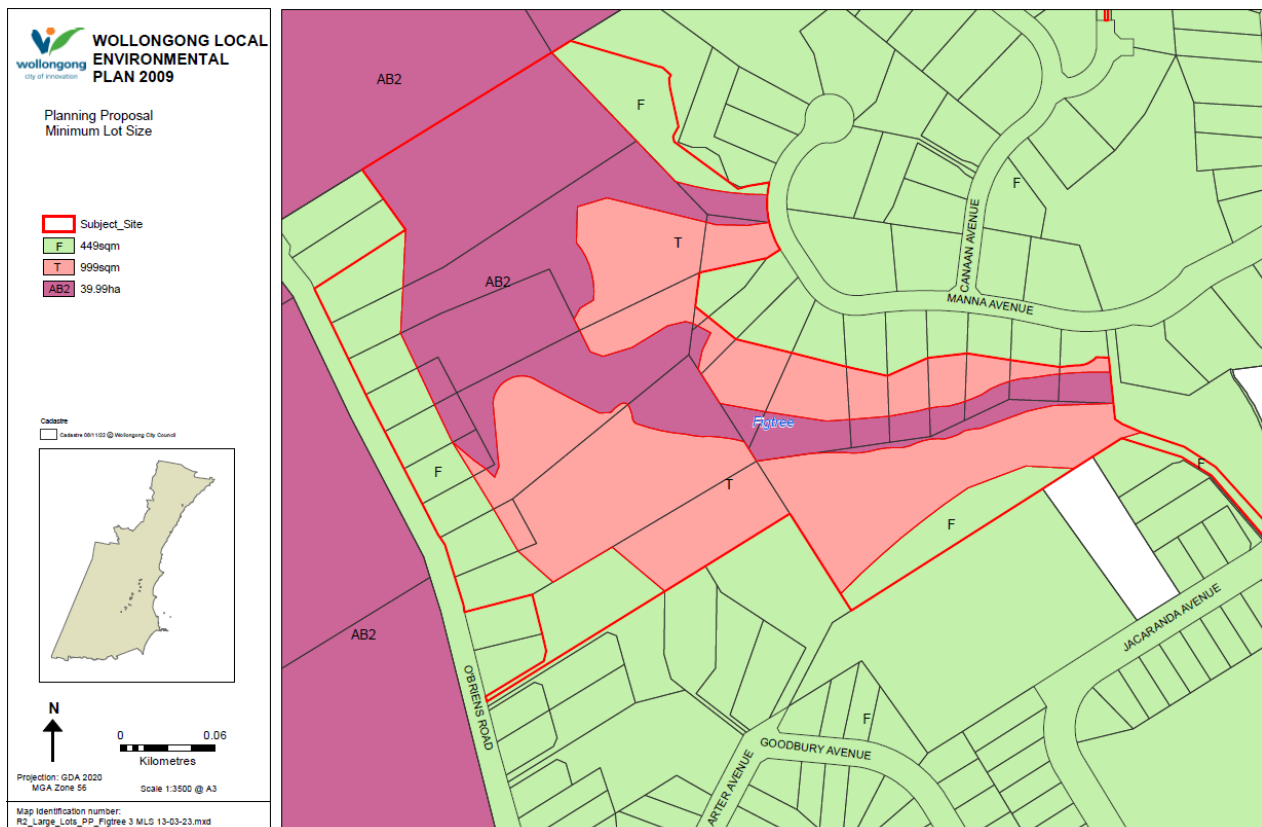 wollongong
city of innovation
WOLLONGONG LOCAL
ENVIRONMENTAL
PLAN 2009
Planning Proposal
Minimum Lot Size
Subject_Site
F 449sqm
T 999sqm
AB2 39.99ha
Cadastre
Cadastre 08/11/22 © Wollongong City Council
N
0 0.06
Kilometres
Projection: GDA 2020
MGA Zone 56
Scale 1:3500 @ A3
Map Identification number:
R2_Large_Lots_PP_Figtree 3 MLS 13-03-23.mxd
AB2
F
F
CANAAN AVENUE
T
AB2
MANNA AVENUE
Figtree
F
F
T
F
AB2
JACARANDA AVENUE
O'BRIENS ROAD
F
GOODBURY AVENUE
ARTER AVENUE